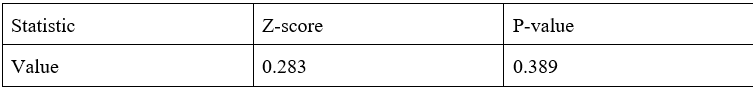 Statistic Z-score P-value
Value 0.283 0.389